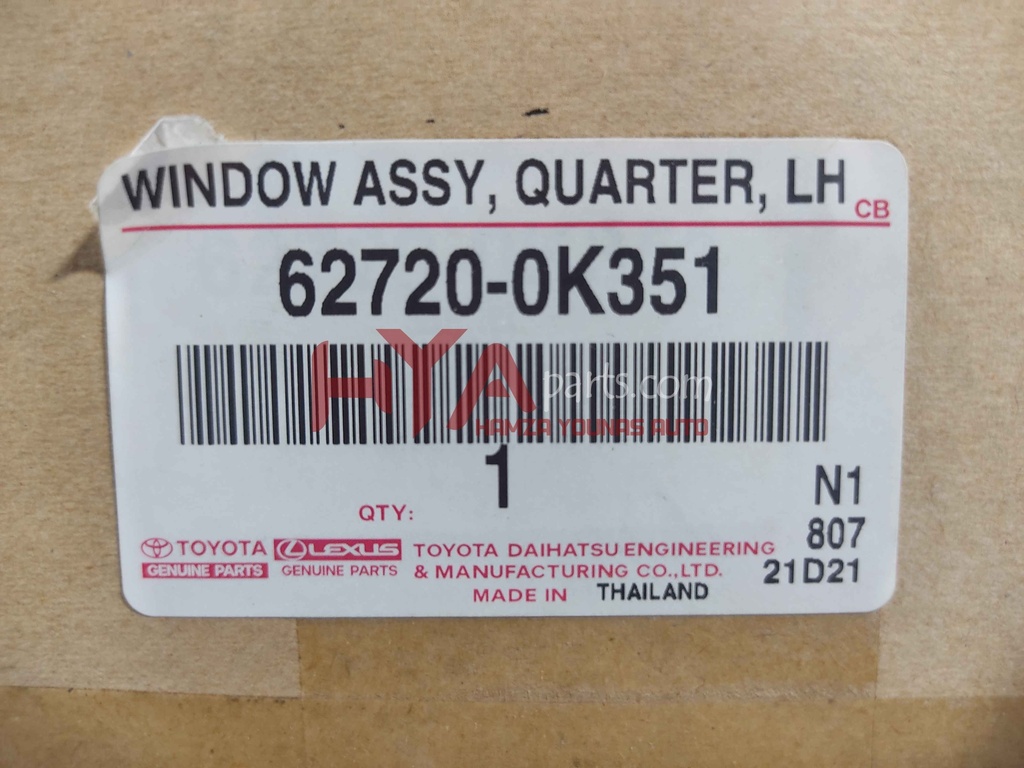 WINDOW ASSY, QUARTER, LH
CB
62720-0K351
HYA parts.com
HAMZA YOUNAS AUTO
1
QTY:
N1
807
21D21
TOYOTA
GENUINE PARTS
LEXUS
GENUINE PARTS
TOYOTA DAIHATSU ENGINEERING
& MANUFACTURING CO.,LTD.
MADE IN THAILAND